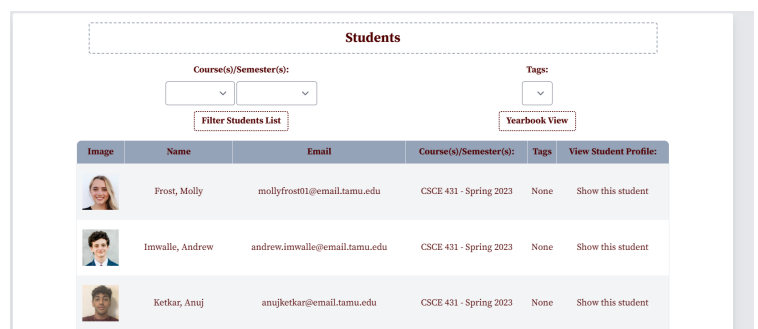 Students
Course(s)/Semester(s): Tags:
Filter Students List Yearbook View
Image Name Email Course(s)/Semester(s): Tags View Student Profile:
Frost, Molly mollyfrost01@email.tamu.edu CSCE 431 - Spring 2023 None Show this student
Imwalle, Andrew andrew.imwalle@email.tamu.edu CSCE 431 - Spring 2023 None Show this student
Ketkar, Anuj anujketkar@email.tamu.edu CSCE 431 - Spring 2023 None Show this student